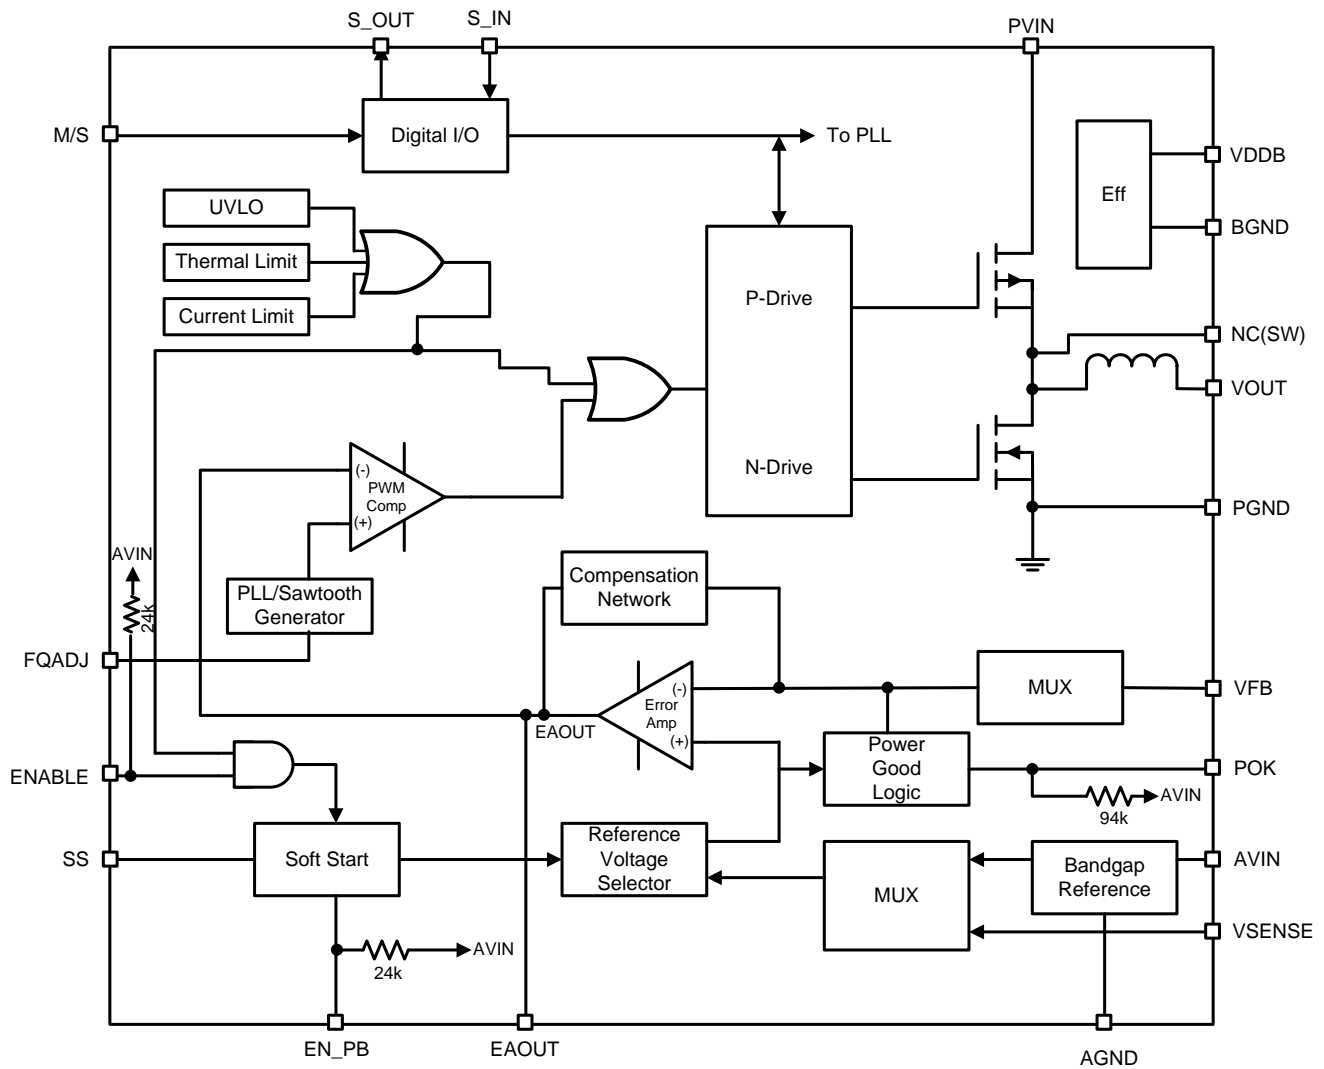 S_OUT
S_IN
PVIN
M/S
Digital I/O
To PLL
VDDB
Eff
UVLO
BGND
Thermal Limit
P-Drive
Current Limit
NC(SW)
VOUT
(-)
PWM
Comp
(+)
N-Drive
PGND
AVIN
24k
PLL/Sawtooth
Generator
Compensation
Network
FQADJ
(-)
Error
Amp
(+)
MUX
VFB
EAOUT
Power
Good
Logic
ENABLE
POK
AVIN
94k
SS
Soft Start
Reference
Voltage
Selector
MUX
Bandgap
Reference
AVIN
VSENSE
AVIN
24k
EN_PB
EAOUT
AGND